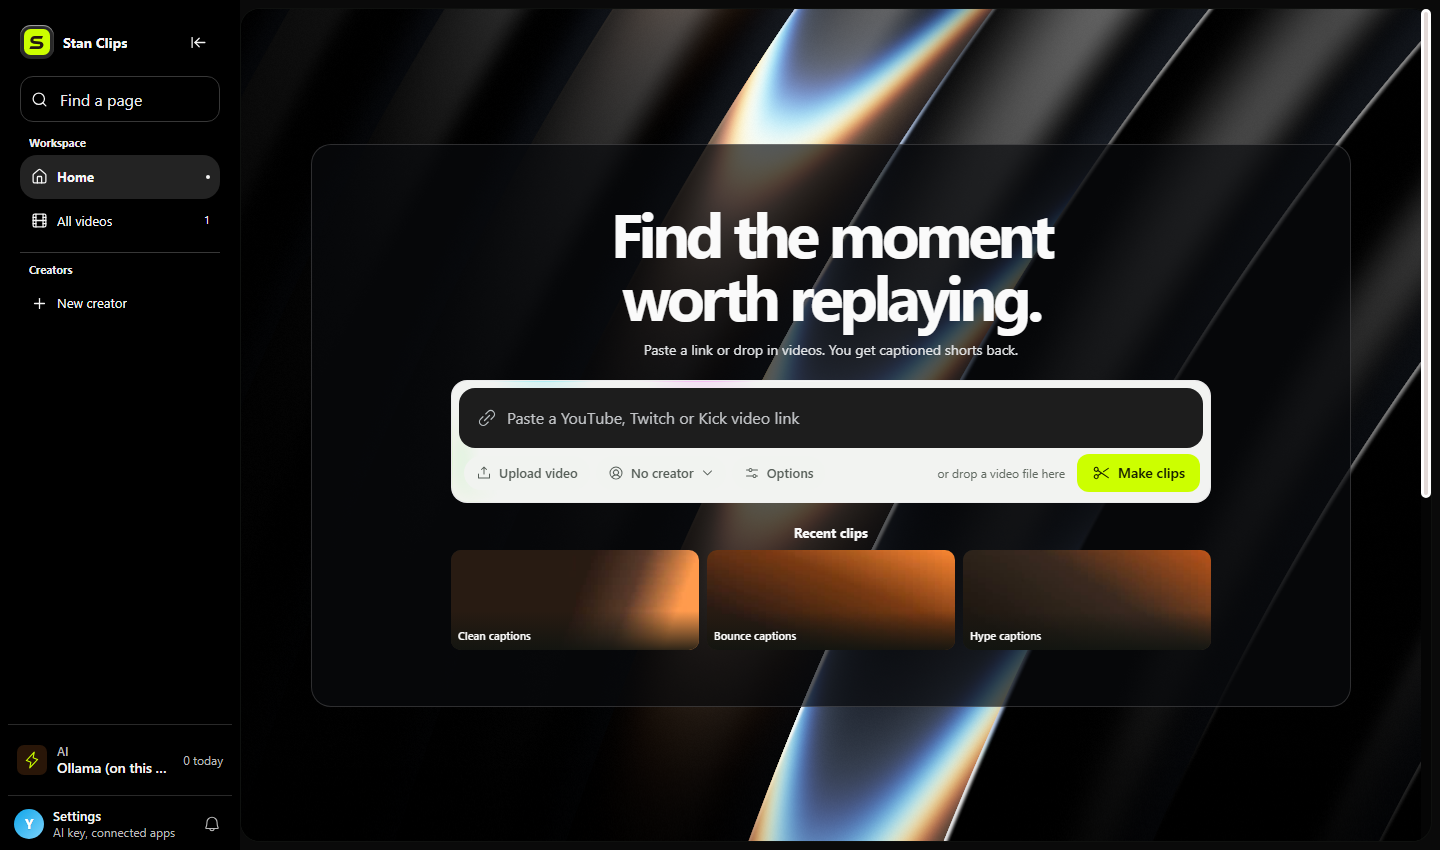 S
Stan Clips
Find a page
Workspace
Home
All videos
1
Creators
New creator
AI
Ollama (on this ...
0 today
Y
Settings
AI key, connected apps
Find the moment
worth replaying.
Paste a link or drop in videos. You get captioned shorts back.
Paste a YouTube, Twitch or Kick video link
Upload video
No creator
Options
or drop a video file here
Make clips
Recent clips
Clean captions
Bounce captions
Hype captions